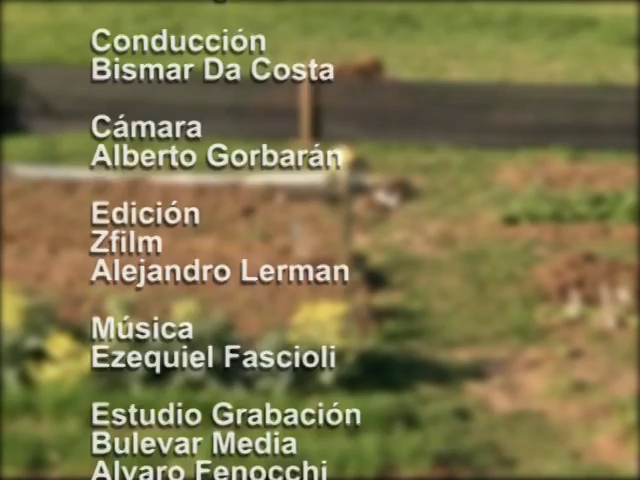 Conducción
Bismar Da Costa
Cámara
Alberto Gorbarán
Edición
Zfilm
Alejandro Lerman
Música
Ezequiel Fascioli
Estudio Grabación
Bulevar Media
Alvaro Fenocchi